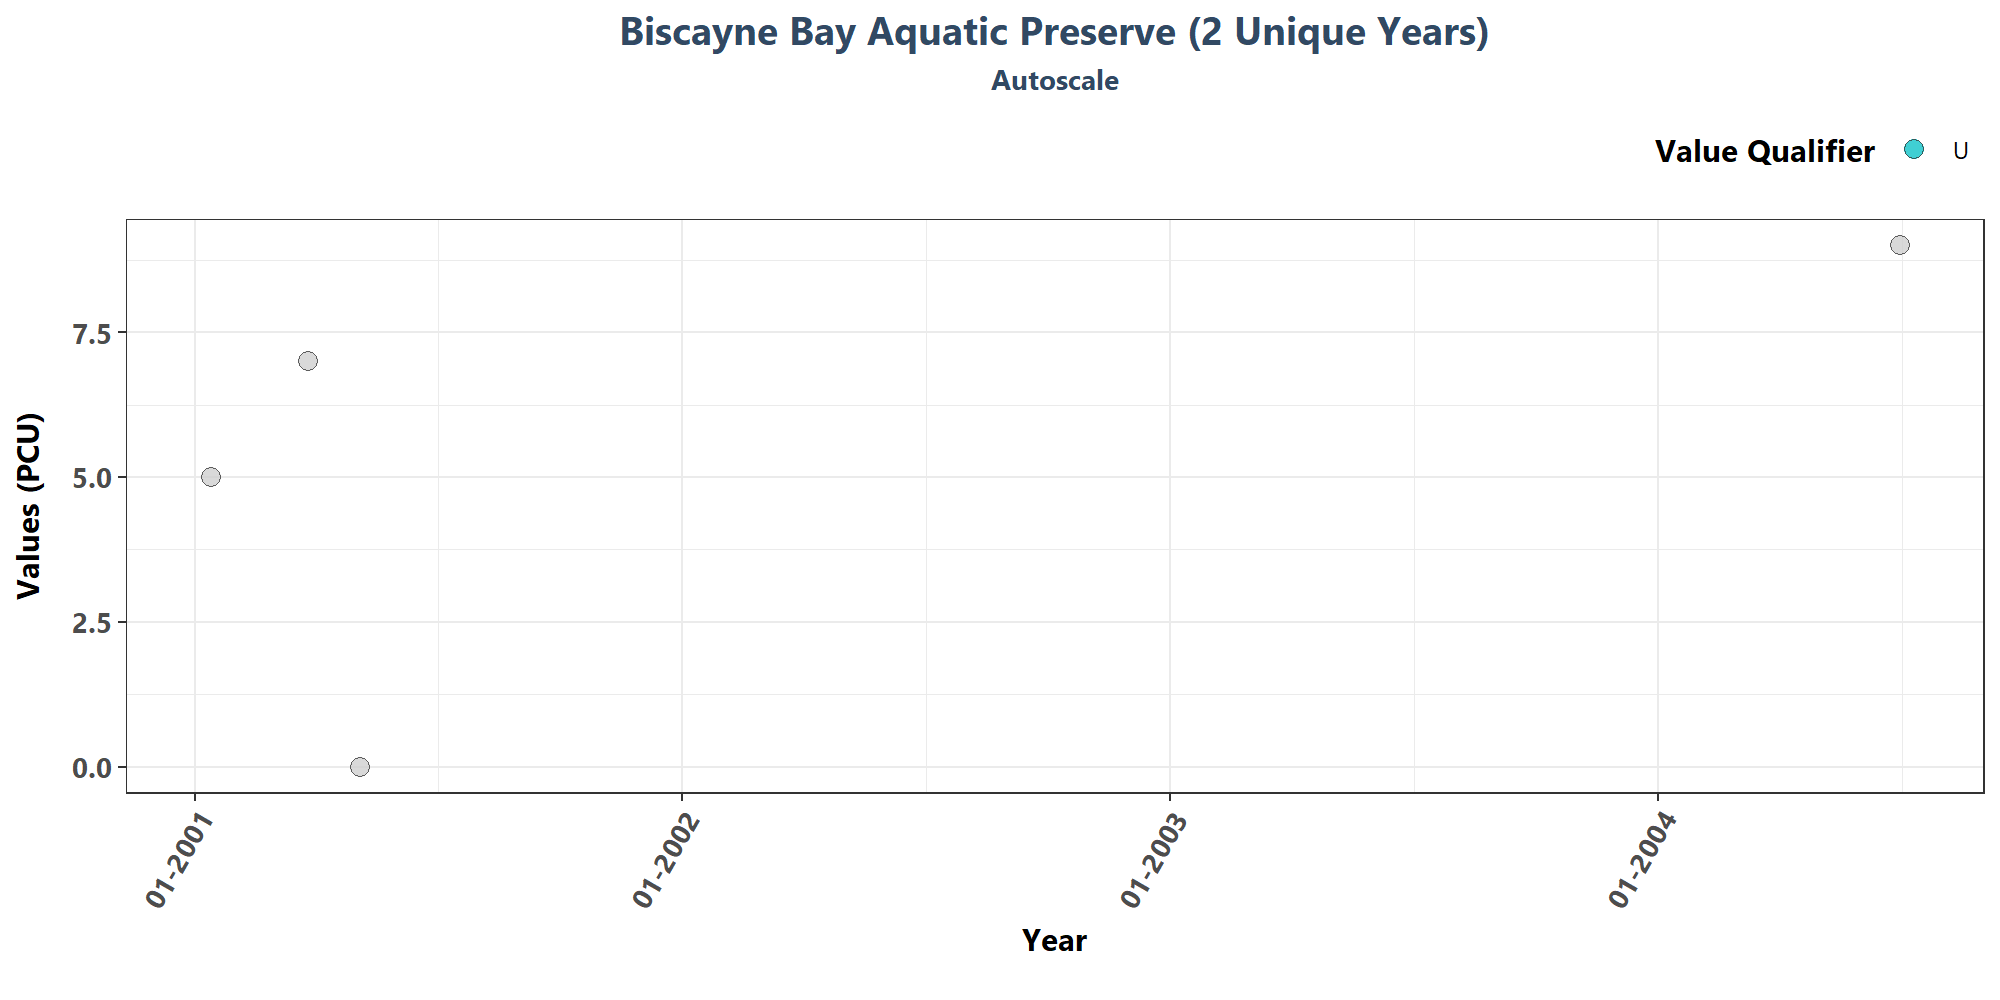 Biscayne Bay Aquatic Preserve (2 Unique Years)
Autoscale
Value Qualifier U
Values (PCU)
7.5
5.0
2.5
0.0
01-2001
01-2002
01-2003
01-2004
Year